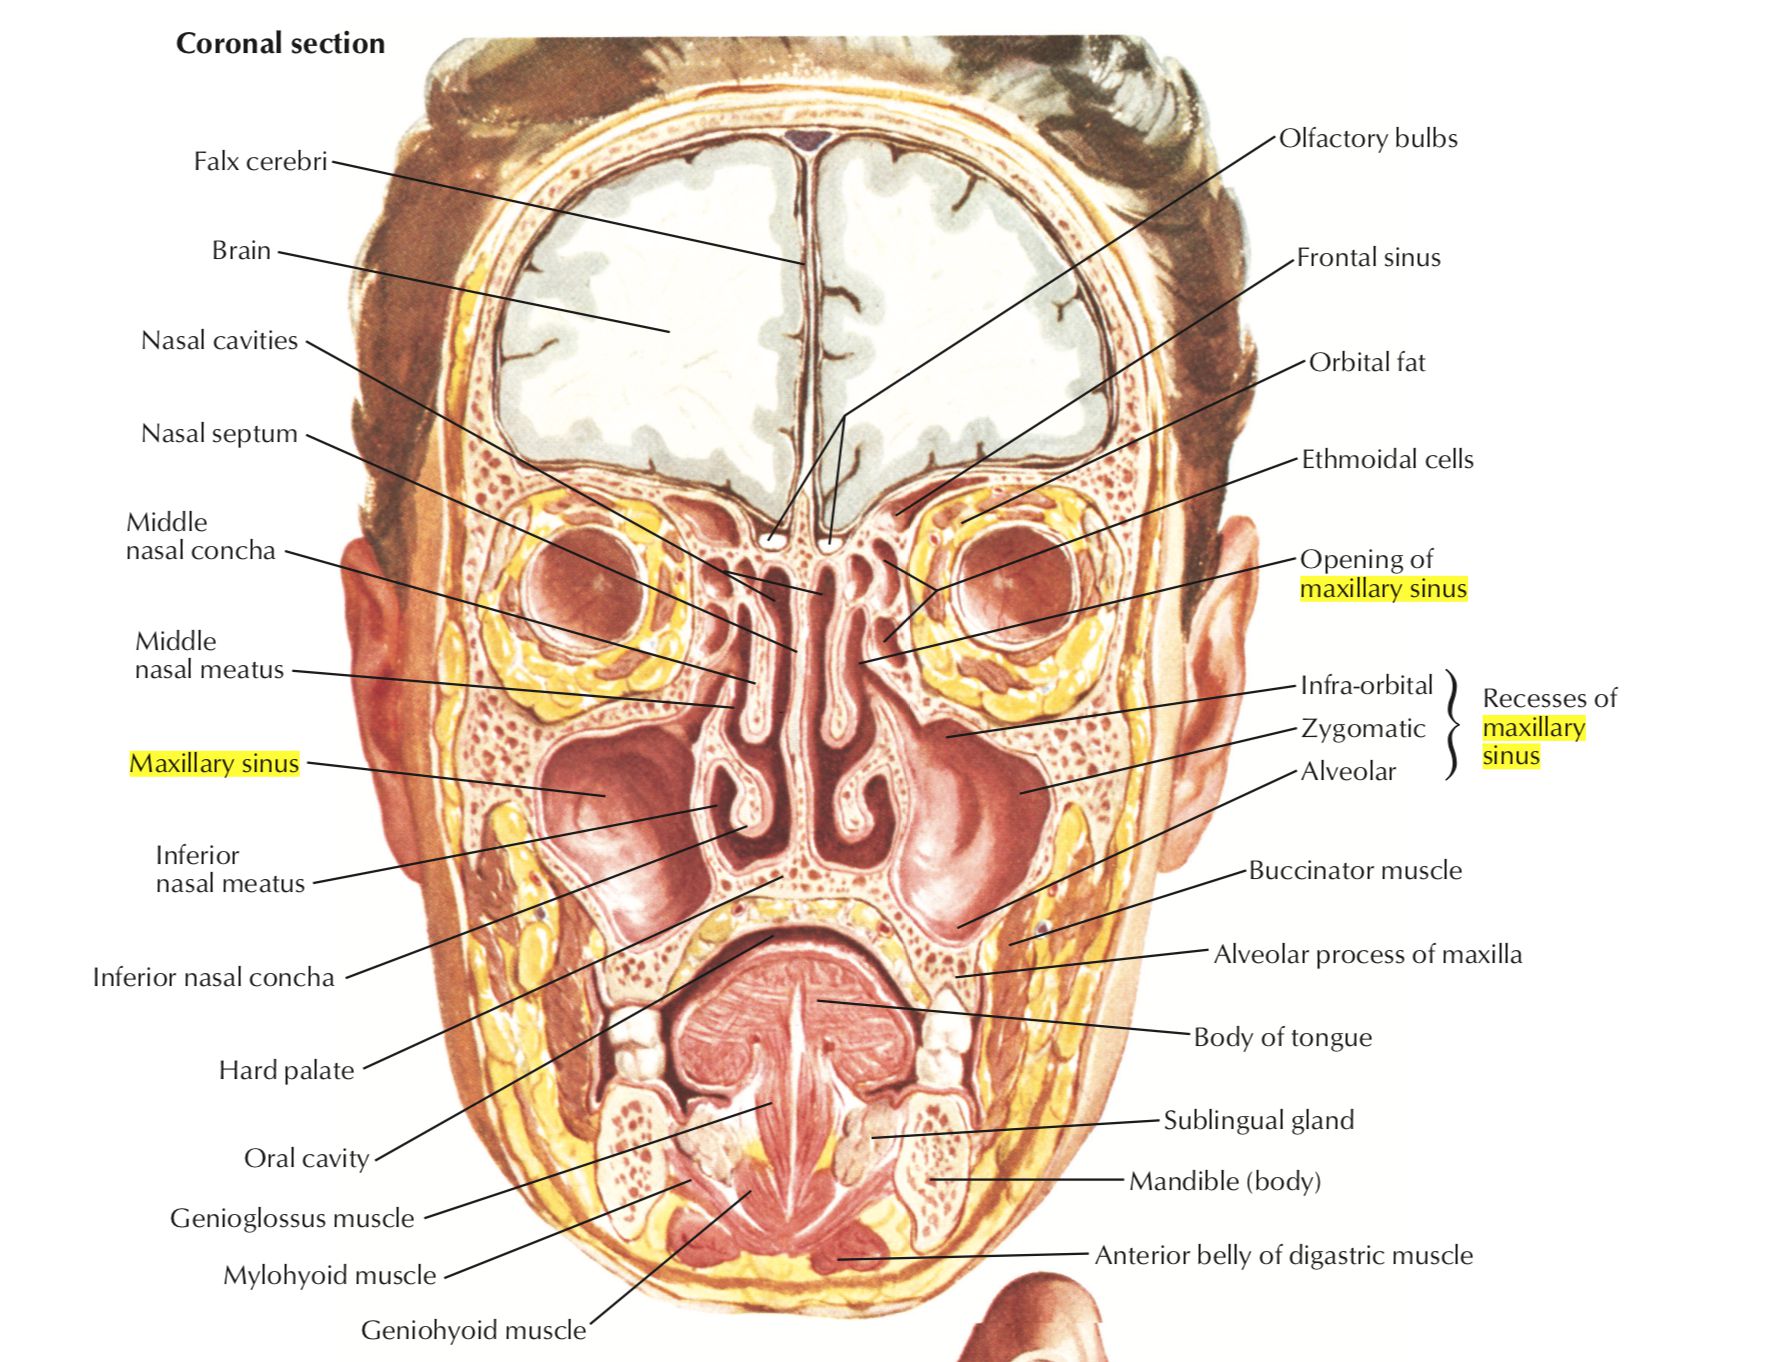 Coronal section
Falx cerebri
Brain
Nasal cavities
Nasal septum
Middle
nasal concha
Middle
nasal meatus
Maxillary sinus
Inferior
nasal meatus
Inferior nasal concha
Hard palate
Oral cavity
Genioglossus muscle
Mylohyoid muscle
Geniohyoid muscle
Olfactory bulbs
Frontal sinus
Orbital fat
Ethmoidal cells
Opening of
maxillary sinus
Infra-orbital
Zygomatic
Alveolar
Recesses of
maxillary
sinus
Buccinator muscle
Alveolar process of maxilla
Body of tongue
Sublingual gland
Mandible (body)
Anterior belly of digastric muscle